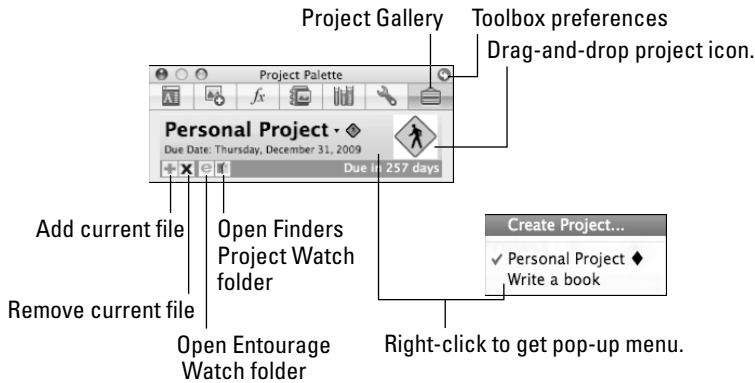 Project Gallery
Toolbox preferences
Drag-and-drop project icon.
Project Palette
A
fx
Personal Project
Due Date: Thursday, December 31, 2009
Due in 257 days
e
Add current file
Open Finders
Project Watch
folder
Remove current file
Open Entourage
Watch folder
Create Project...
✓ Personal Project ♦
Write a book
Right-click to get pop-up menu.